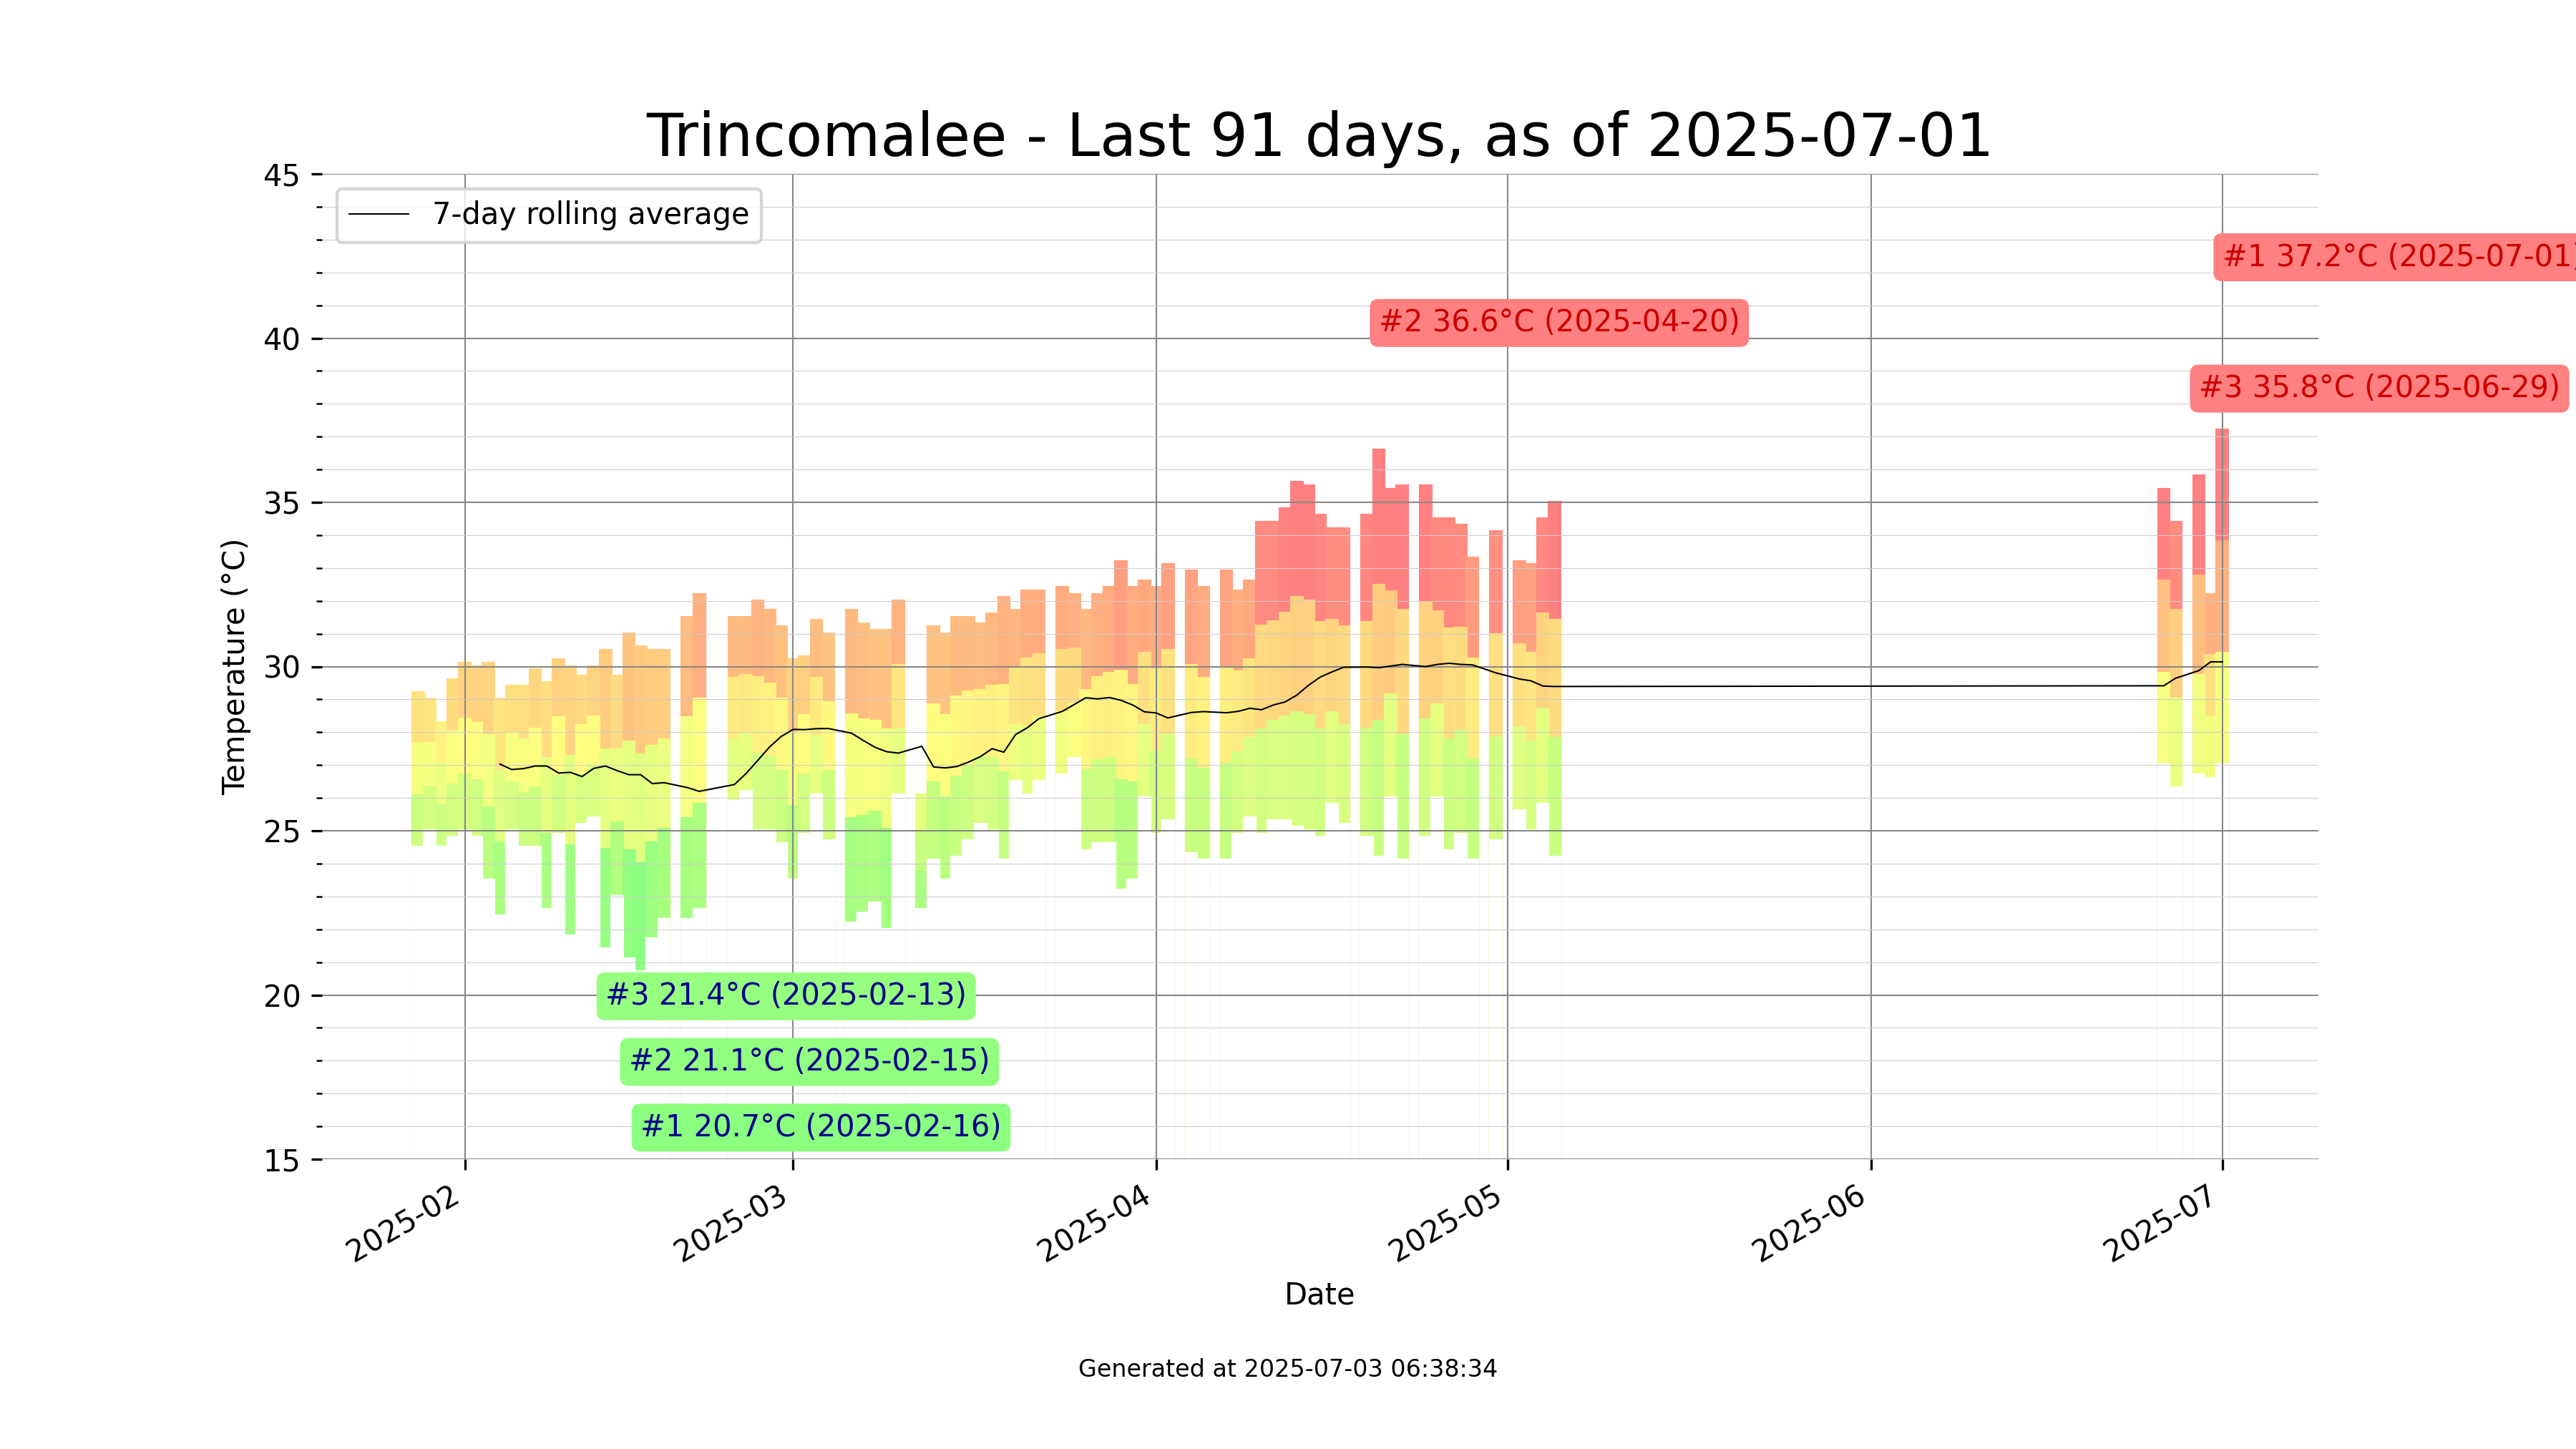 Trincomalee - Last 91 days, as of 2025-07-01
7-day rolling average
#1 37.2°C (2025-07-01)
#2 36.6°C (2025-04-20)
#3 35.8°C (2025-06-29)
#3 21.4°C (2025-02-13)
#2 21.1°C (2025-02-15)
#1 20.7°C (2025-02-16)
45
40
35
30
25
20
15
Temperature (°C)
2025-02
2025-03
2025-04
2025-05
2025-06
2025-07
Date
Generated at 2025-07-03 06:38:34